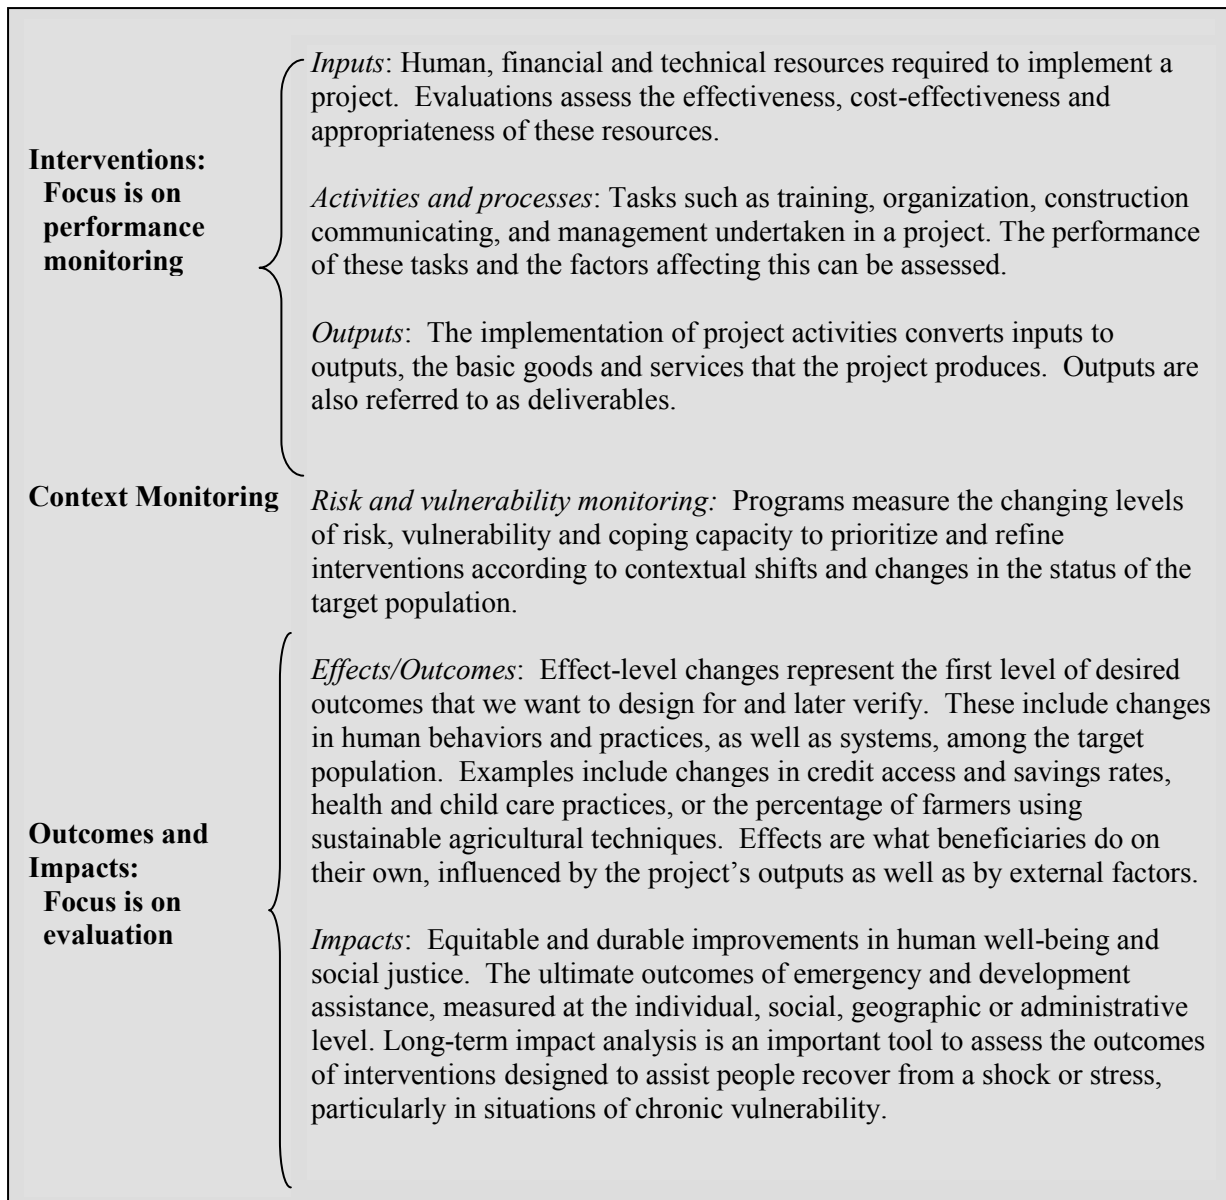 Interventions:
Focus is on
performance
monitoring
Inputs: Human, financial and technical resources required to implement a
project. Evaluations assess the effectiveness, cost-effectiveness and
appropriateness of these resources.
Activities and processes: Tasks such as training, organization, construction
communicating, and management undertaken in a project. The performance
of these tasks and the factors affecting this can be assessed.
Outputs: The implementation of project activities converts inputs to
outputs, the basic goods and services that the project produces. Outputs are
also referred to as deliverables.
Context Monitoring
Risk and vulnerability monitoring: Programs measure the changing levels
of risk, vulnerability and coping capacity to prioritize and refine
interventions according to contextual shifts and changes in the status of the
target population.
Outcomes and
Impacts:
Focus is on
evaluation
Effects/Outcomes: Effect-level changes represent the first level of desired
outcomes that we want to design for and later verify. These include changes
in human behaviors and practices, as well as systems, among the target
population. Examples include changes in credit access and savings rates,
health and child care practices, or the percentage of farmers using
sustainable agricultural techniques. Effects are what beneficiaries do on
their own, influenced by the project's outputs as well as by external factors.
Impacts: Equitable and durable improvements in human well-being and
social justice. The ultimate outcomes of emergency and development
assistance, measured at the individual, social, geographic or administrative
level. Long-term impact analysis is an important tool to assess the outcomes
of interventions designed to assist people recover from a shock or stress,
particularly in situations of chronic vulnerability.